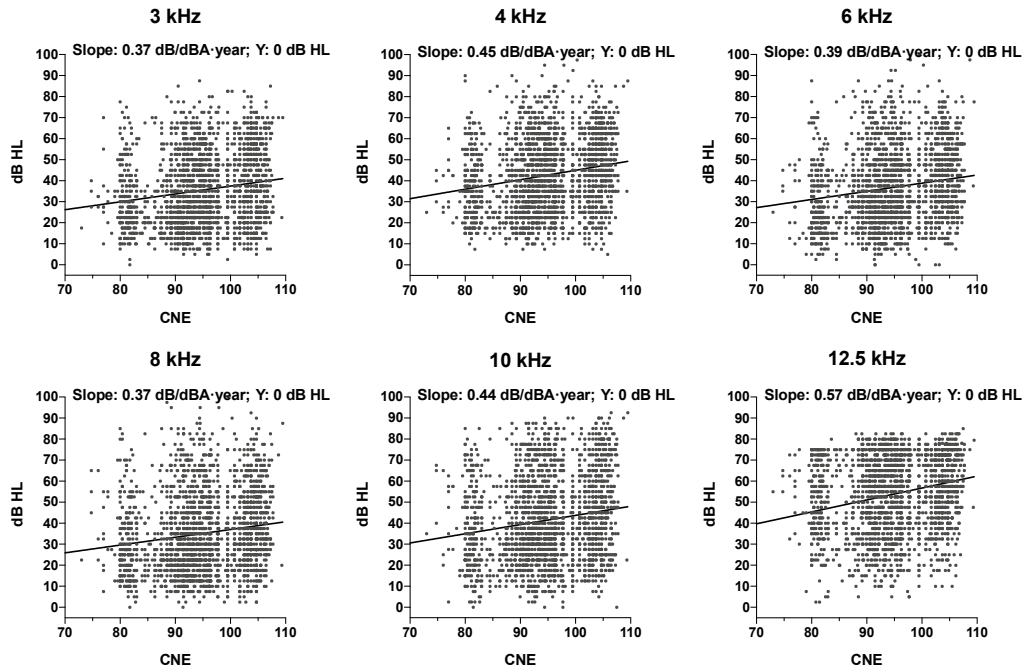 3 kHz
4 kHz
6 kHz
Slope: 0.37 dB/dBA·year; Y: 0 dB HL
Slope: 0.45 dB/dBA·year; Y: 0 dB HL
Slope: 0.39 dB/dBA·year; Y: 0 dB HL
100 90 80 70 60 50 40 30 20 10 0
dB HL
70 80 90 100 110
CNE
100 90 80 70 60 50 40 30 20 10 0
dB HL
70 80 90 100 110
CNE
100 90 80 70 60 50 40 30 20 10 0
dB HL
70 80 90 100 110
CNE
8 kHz
10 kHz
12.5 kHz
Slope: 0.37 dB/dBA·year; Y: 0 dB HL
Slope: 0.44 dB/dBA·year; Y: 0 dB HL
Slope: 0.57 dB/dBA·year; Y: 0 dB HL
100 90 80 70 60 50 40 30 20 10 0
dB HL
70 80 90 100 110
CNE
100 90 80 70 60 50 40 30 20 10 0
dB HL
70 80 90 100 110
CNE
100 90 80 70 60 50 40 30 20 10 0
dB HL
70 80 90 100 110
CNE